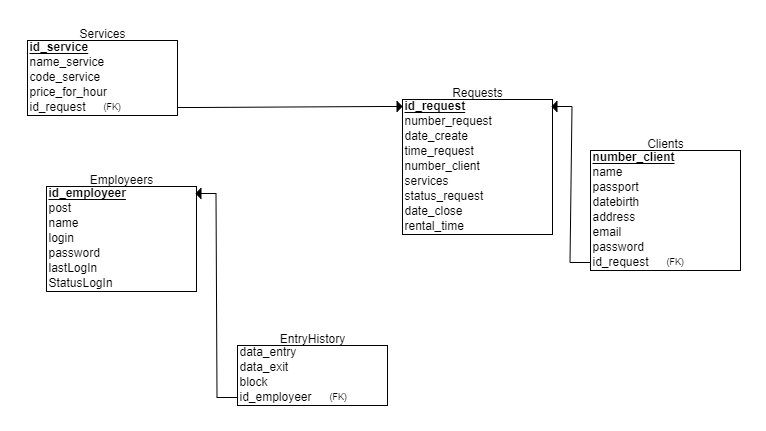 Services
id_service
name_service
code_service
price_for_hour
id_request (FK)
Requests
id_request
number_request
date_create
time_request
number_client
services
status_request
date_close
rental_time
Clients
number_client
name
passport
datebirth
address
email
password
id_request (FK)
Employeers
id_employeer
post
name
login
password
lastLogIn
StatusLogIn
EntryHistory
data_entry
data_exit
block
id_employeer (FK)